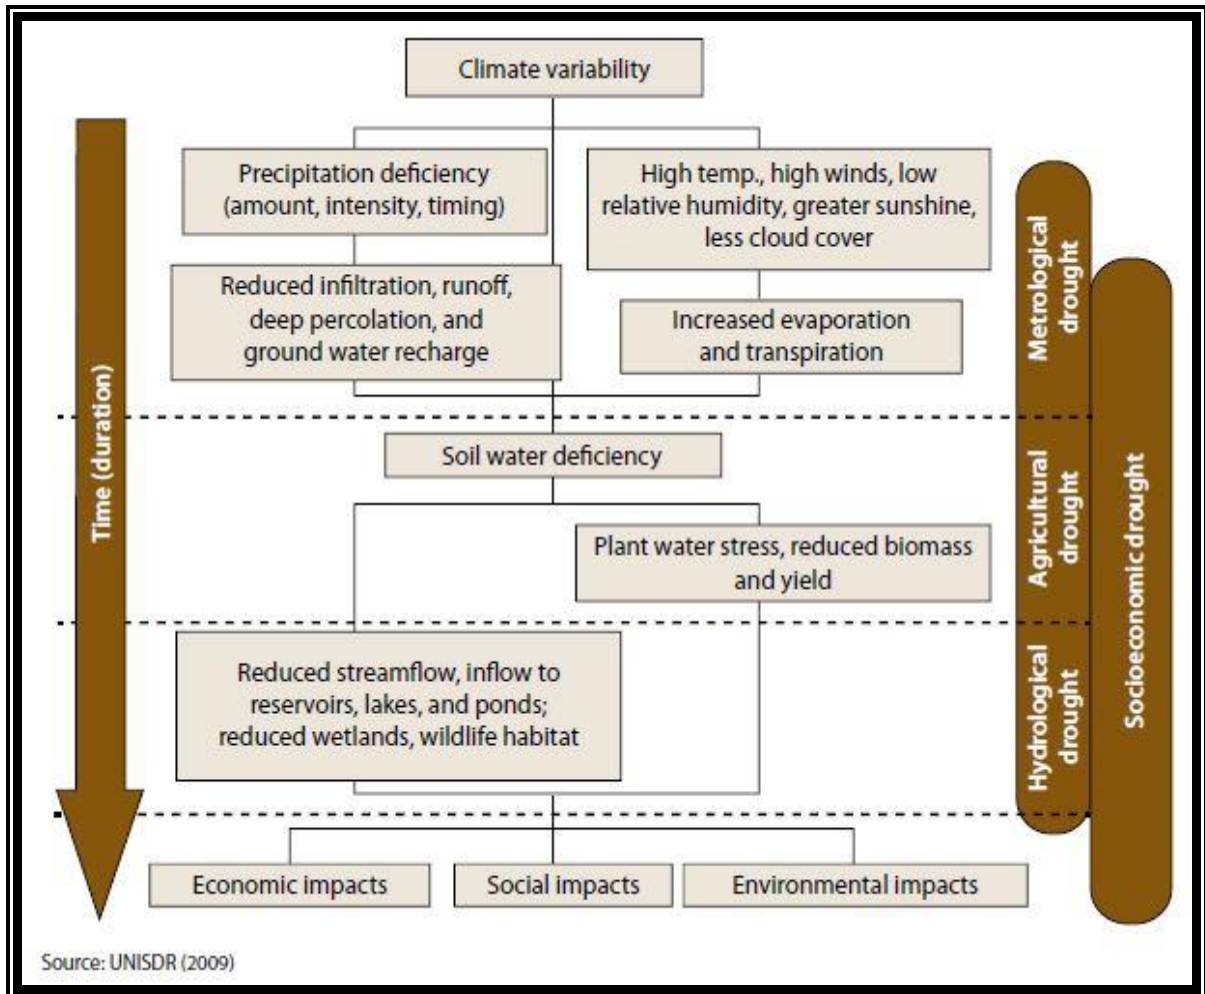 Climate variability
Precipitation deficiency
(amount, intensity, timing)
High temp., high winds, low
relative humidity, greater sunshine,
less cloud cover
Reduced infiltration, runoff,
deep percolation, and
ground water recharge
Increased evaporation
and transpiration
Soil water deficiency
Plant water stress, reduced biomass
and yield
Reduced streamflow, inflow to
reservoirs, lakes, and ponds;
reduced wetlands, wildlife habitat
Economic impacts
Social impacts
Environmental impacts
Time (duration)
Metrological
drought
Agricultural
drought
Hydrological
drought
Socioeconomic drought
Source: UNISDR (2009)